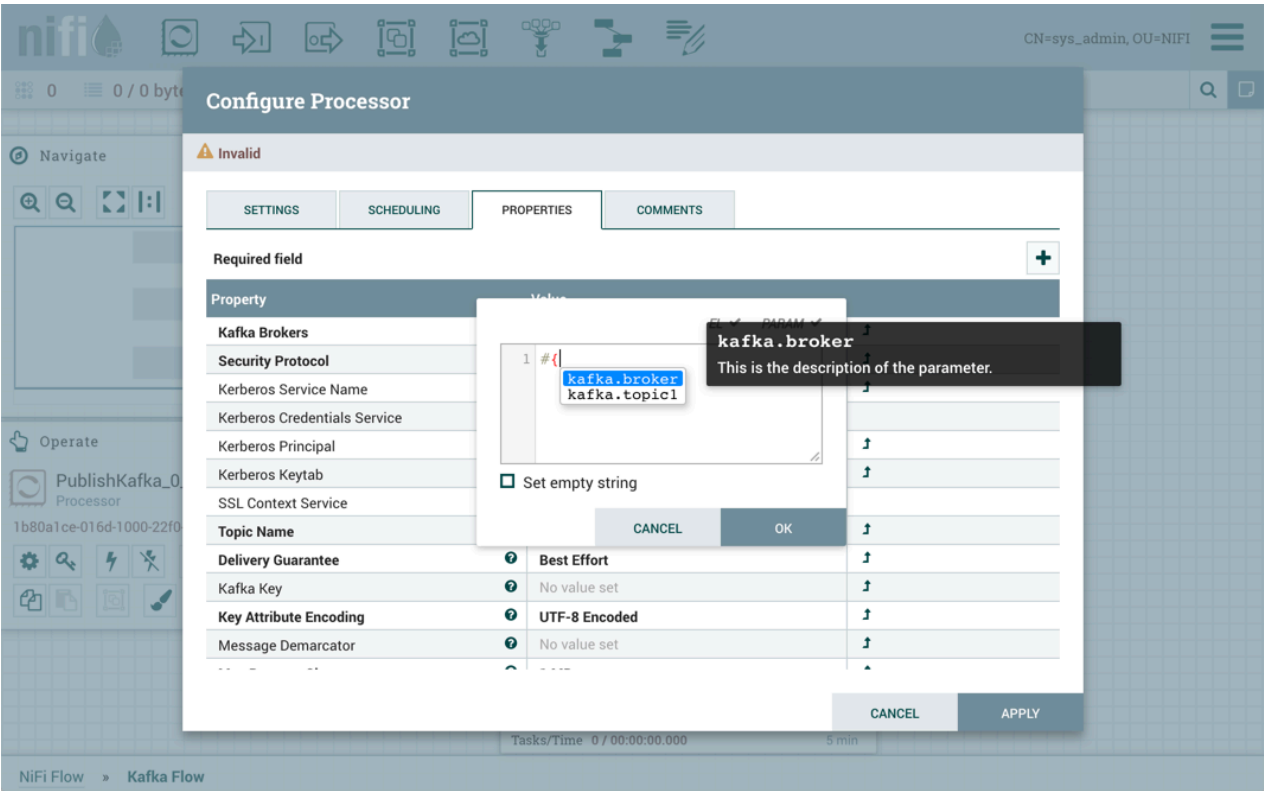 nifi
CN=sys_admin, OU=NIFI
0 0 / 0 byte
Configure Processor
Navigate
Invalid
SETTINGS SCHEDULING PROPERTIES COMMENTS
Required field
Property Value
EL PARAM
Kafka Brokers
kafka.broker
This is the description of the parameter.
Security Protocol
1 #{
kafka.broker
kafka.topic1
Kerberos Service Name
Kerberos Credentials Service
Operate
Kerberos Principal
Kerberos Keytab
Set empty string
PublishKafka_0_
Processor
SSL Context Service
1b80a1ce-016d-1000-22f0-
Topic Name
CANCEL OK
Delivery Guarantee Best Effort
Kafka Key No value set
Key Attribute Encoding UTF-8 Encoded
Message Demarcator No value set
CANCEL APPLY
Tasks/Time 0 / 00:00:00.000 5 min
NiFi Flow » Kafka Flow